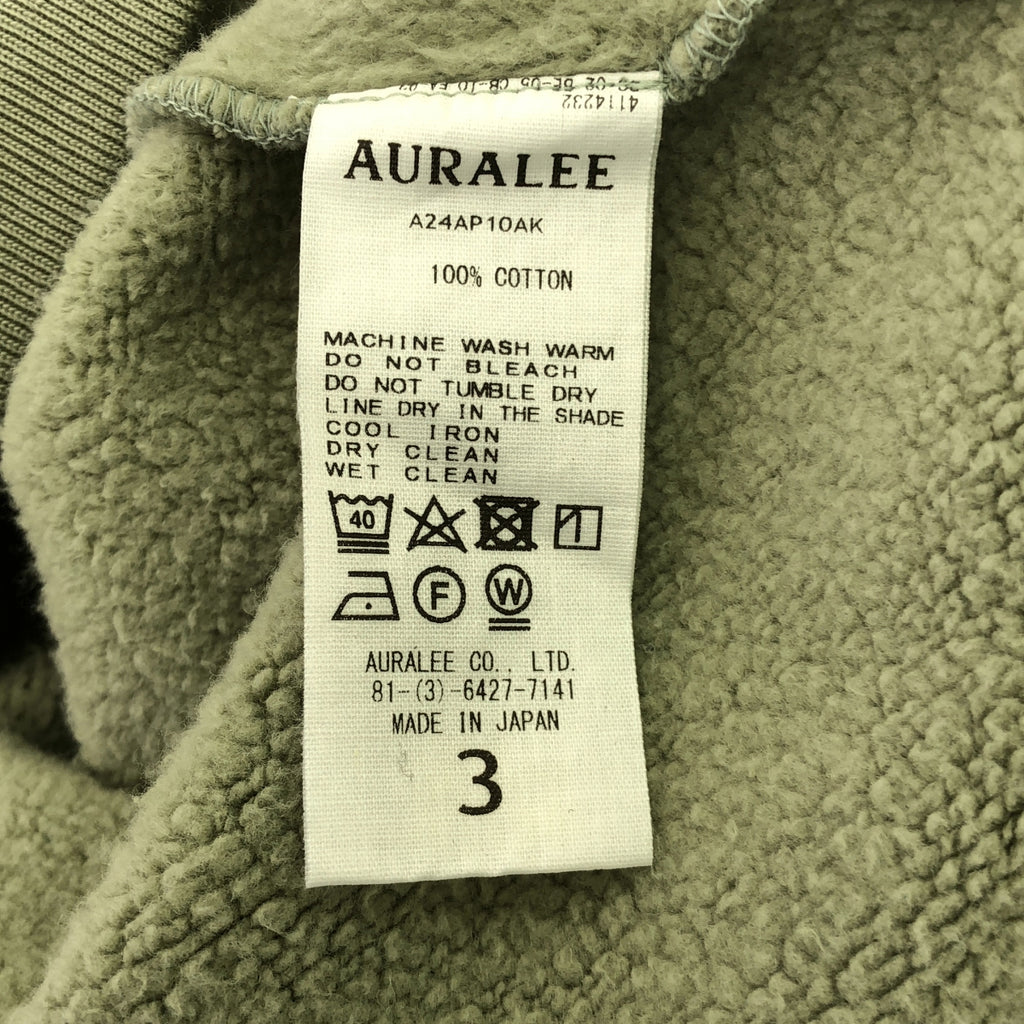 4114232
AURALEE
A24AP10AK
100% COTTON
MACHINE WASH WARM
DO NOT BLEACH
DO NOT TUMBLE DRY
LINE DRY IN THE SHADE
COOL IRON
DRY CLEAN
WET CLEAN
40
F W
AURALEE CO., LTD.
81-(3)-6427-7141
MADE IN JAPAN
3